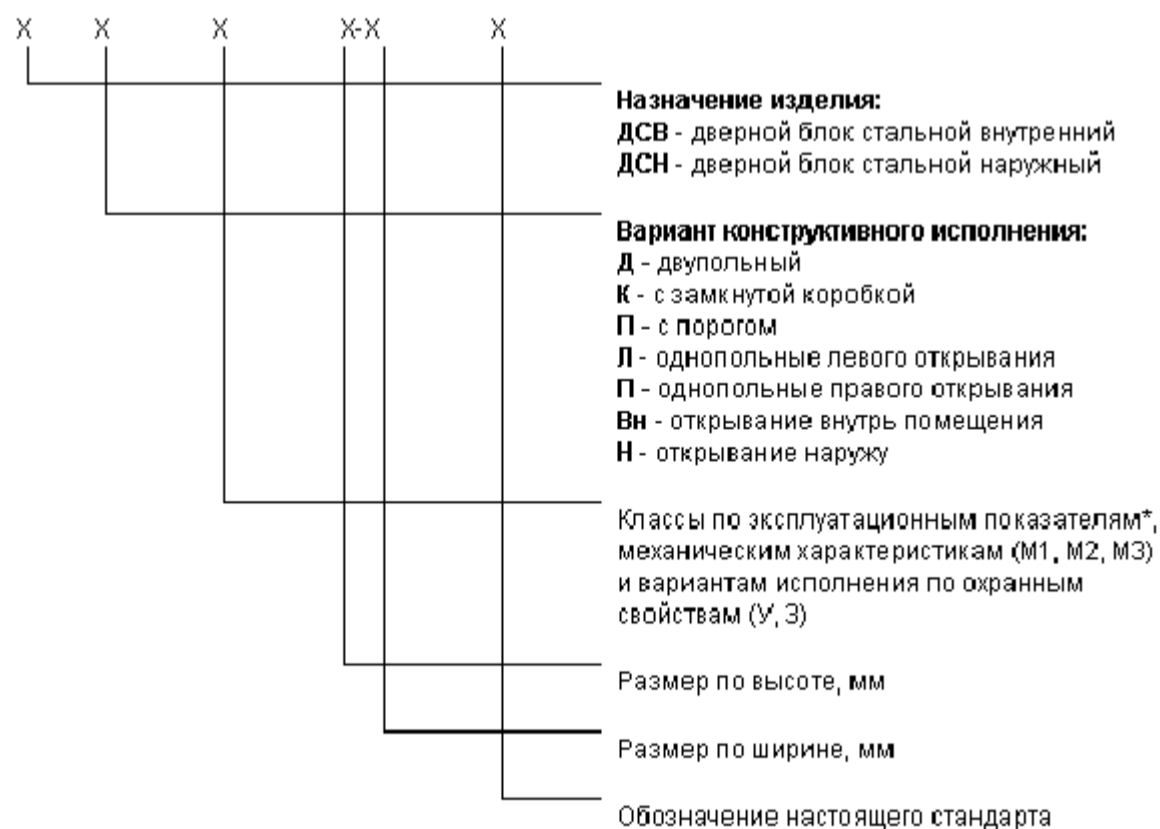 Х Х Х Х-Х Х
Назначение изделия:
ДСВ - дверной блок стальной внутренний
ДСН - дверной блок стальной наружный
Вариант конструктивного исполнения:
Д - двупольный
К - с замкнутой коробкой
П - с порогом
Л - однопольные левого открывания
П - однопольные правого открывания
Вн - открывание внутрь помещения
Н - открывание наружу
Классы по эксплуатационным показателям*,
механическим характеристикам (М1, М2, М3)
и вариантам исполнения по охранным
свойствам (У, З)
Размер по высоте, мм
Размер по ширине, мм
Обозначение настоящего стандарта